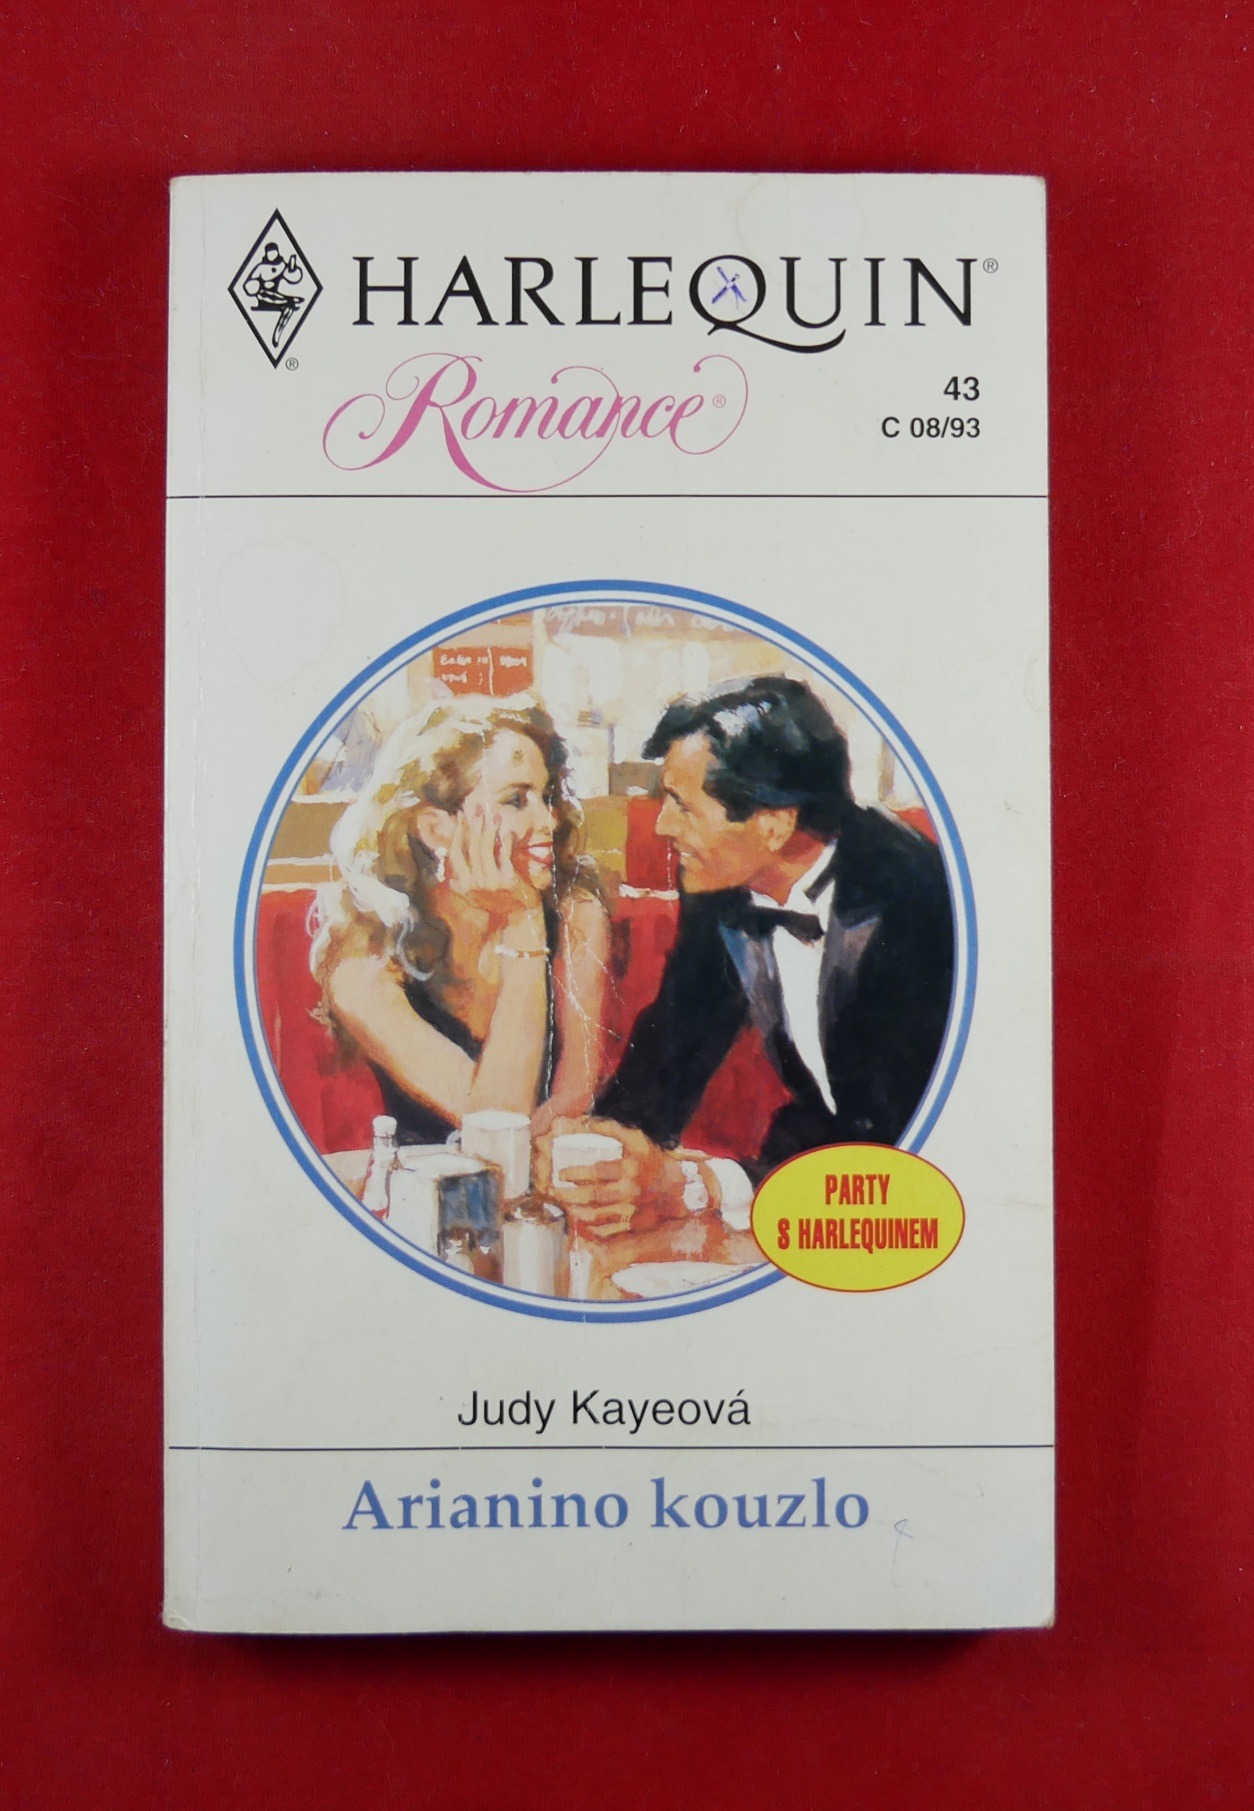 HARLEQUIN®
®
Romance®
43
C 08/93
PARTY
S HARLEQUINEM
Judy Kayeová
Arianino kouzlo